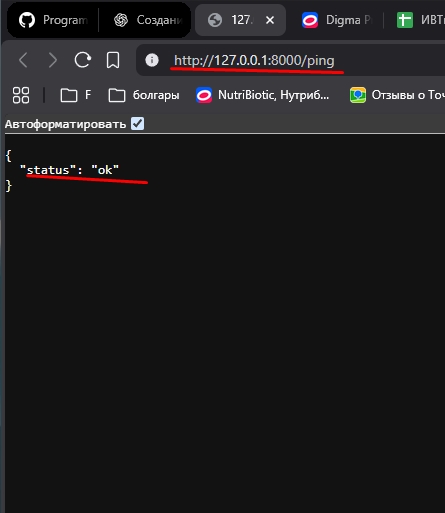 Program
Создани
127.
Digma P
ИВТ
http://127.0.0.1:8000/ping
F
болгары
NutriBiotic, Нутриб...
Отзывы о Точ
Автоформатировать
{
"status": "ok"
}